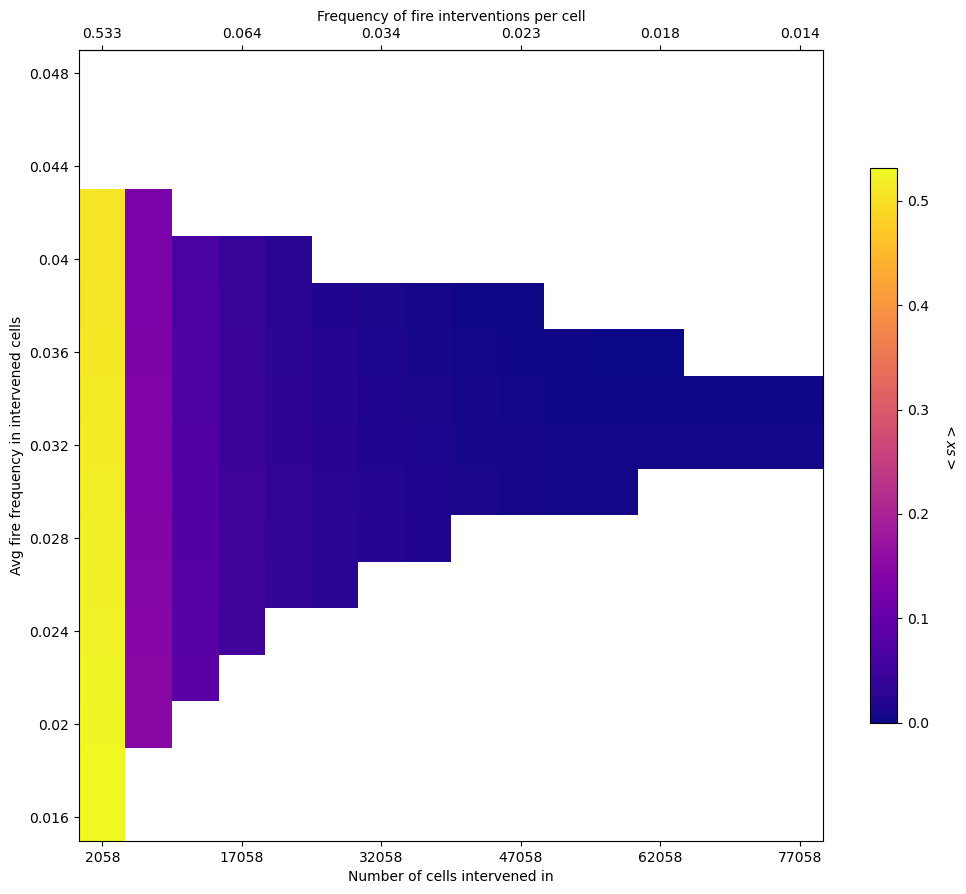 Frequency of fire interventions per cell
0.533 0.064 0.034 0.023 0.018 0.014
0.048
0.044
0.04
0.036
0.032
0.028
0.024
0.02
0.016
Avg fire frequency in intervened cells
2058 17058 32058 47058 62058 77058
Number of cells intervened in
0.5
0.4
0.3
0.2
0.1
0.0
< sx >